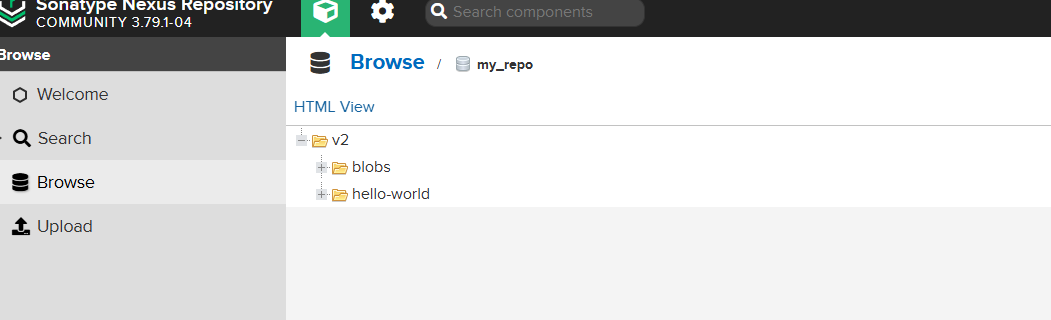 Sonatype Nexus Repository
COMMUNITY 3.79.1-04
Search components
Browse
Welcome
Search
Browse
Upload
Browse / my_repo
HTML View
v2
blobs
hello-world